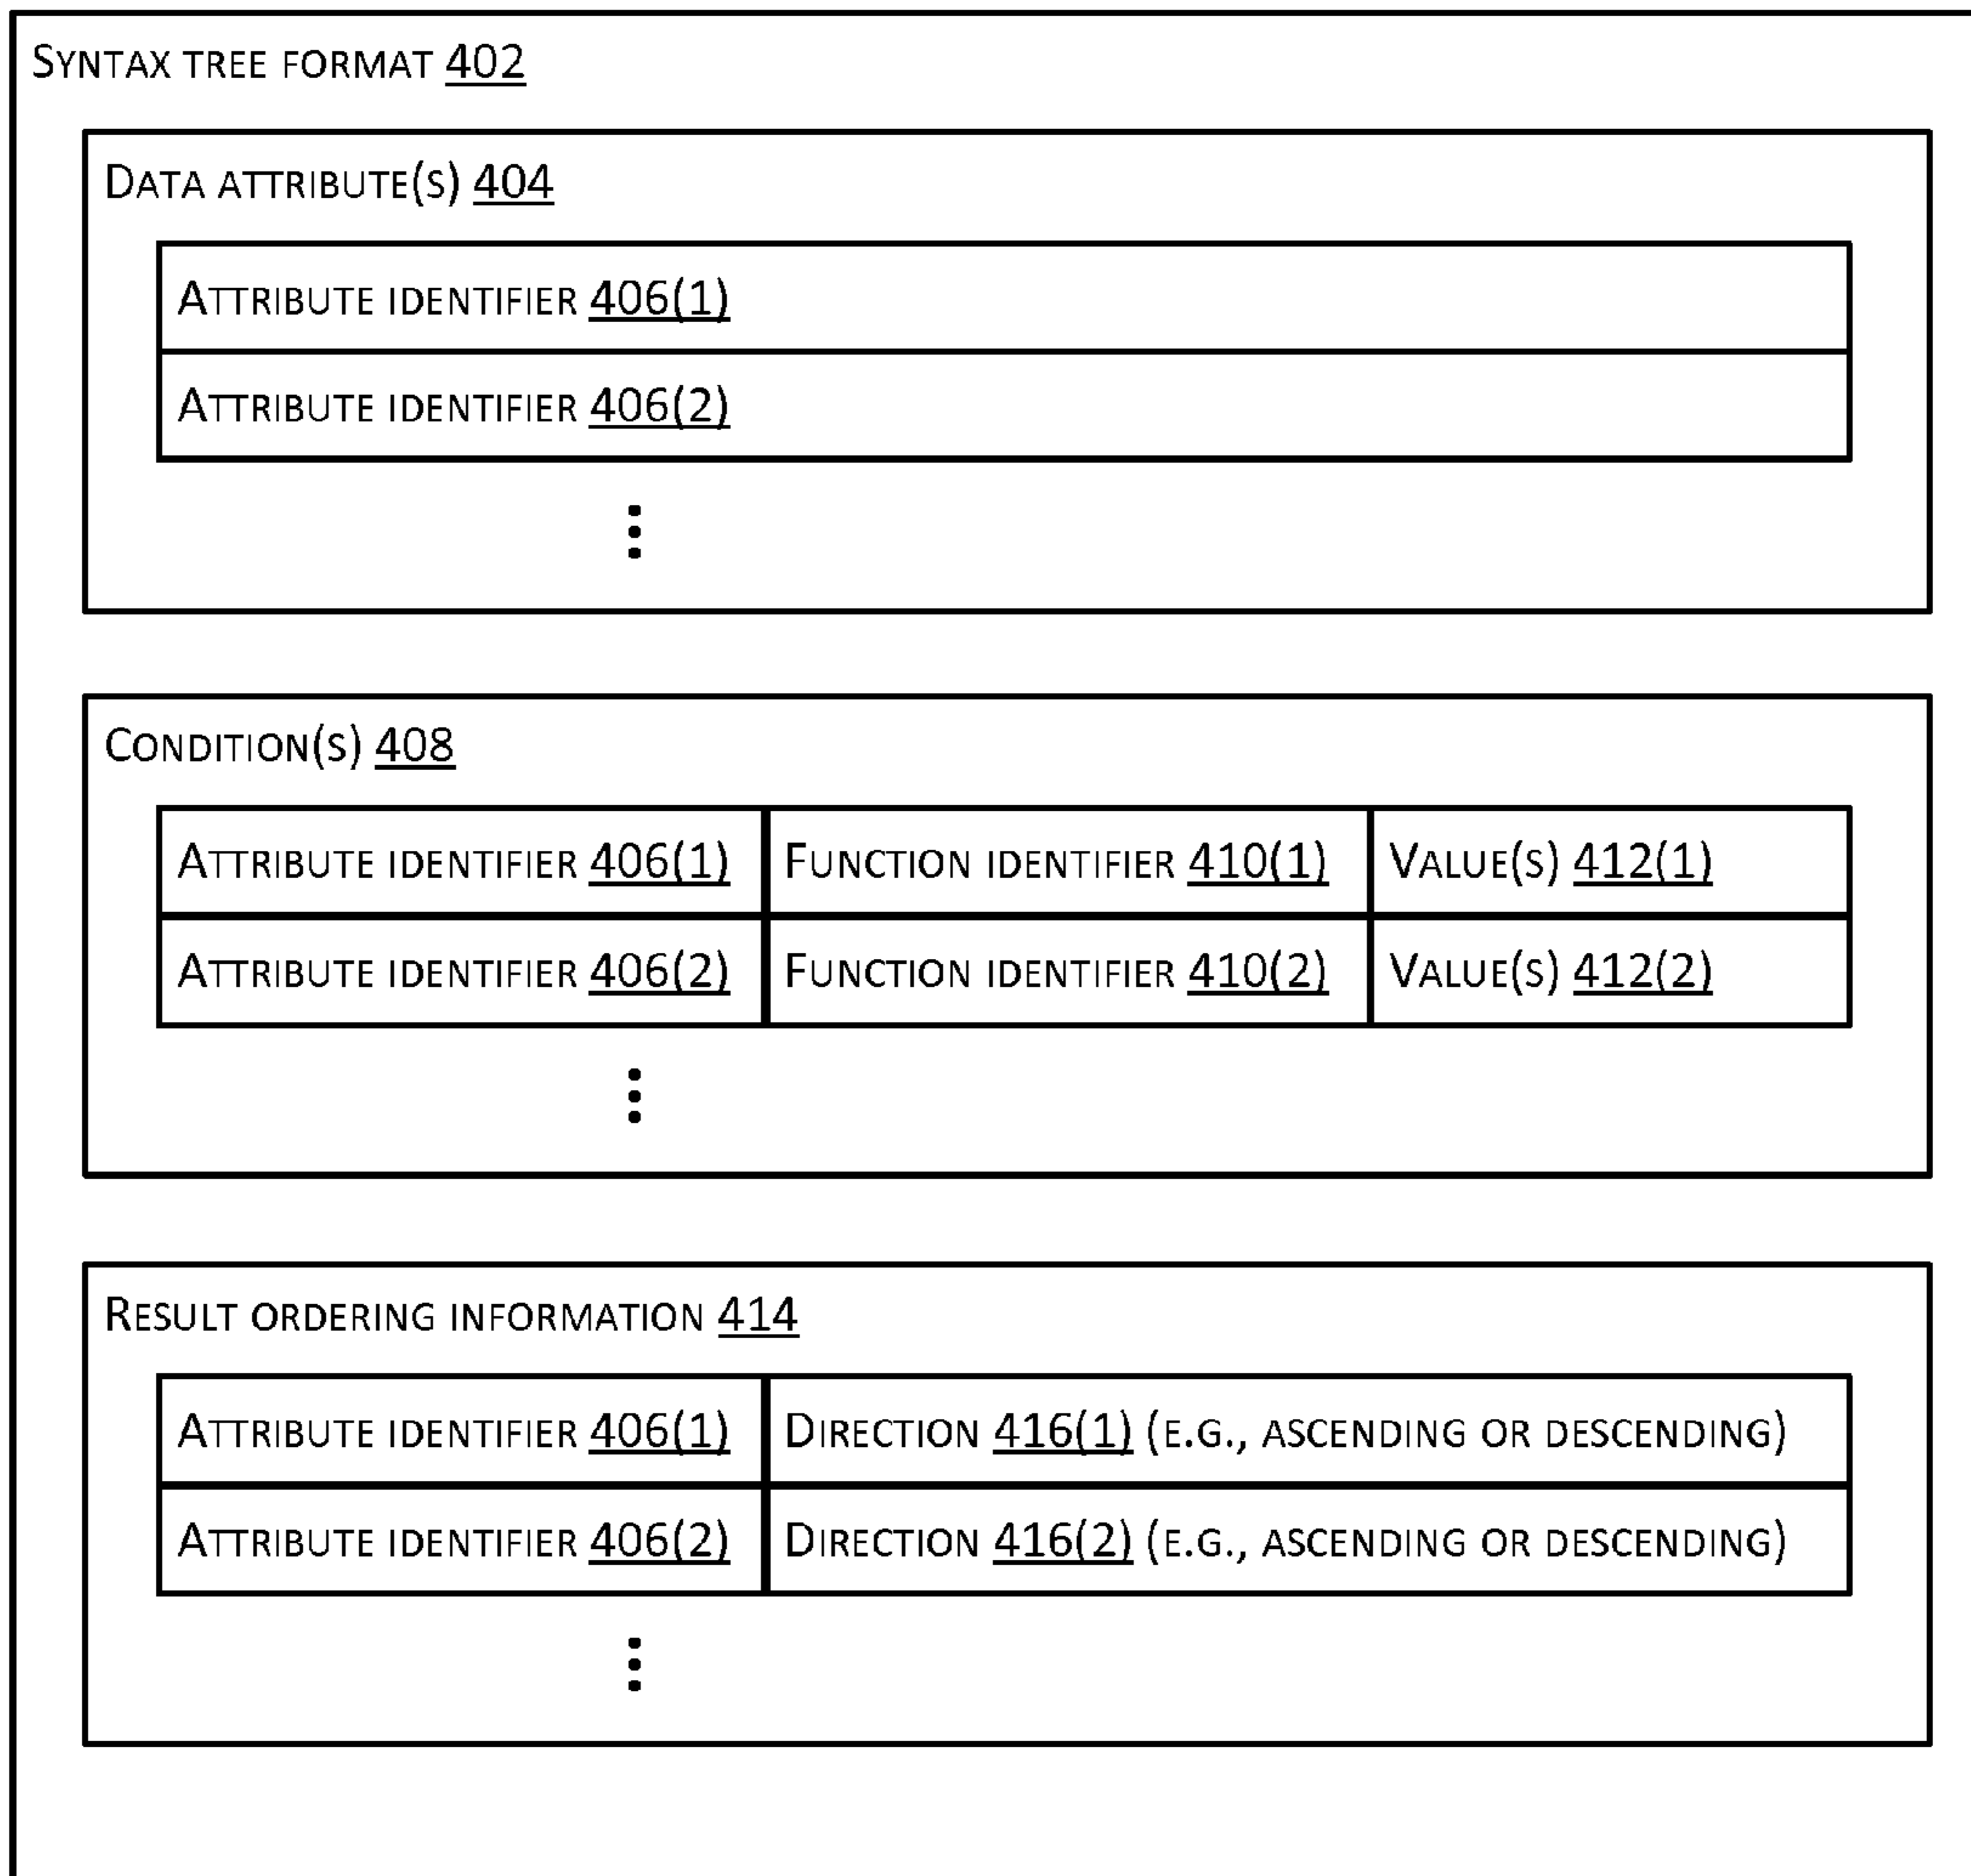 Syntax tree format 402
Data attribute(s) 404
Attribute identifier 406(1)
Attribute identifier 406(2)
Condition(s) 408
Attribute identifier 406(1) Function identifier 410(1) Value(s) 412(1)
Attribute identifier 406(2) Function identifier 410(2) Value(s) 412(2)
Result ordering information 414
Attribute identifier 406(1) Direction 416(1) (e.g., ascending or descending)
Attribute identifier 406(2) Direction 416(2) (e.g., ascending or descending)